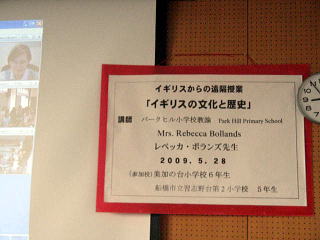 イギリスからの遠隔授業
「イギリスの文化と歴史」
講師 パークヒル小学校教諭 Park Hill Primary School
Mrs. Rebecca Bollands
レベッカ・ボランズ先生
2009.5.28
(参加校)美加の台小学校6年生
船橋市立習志野台第2小学校 5年生